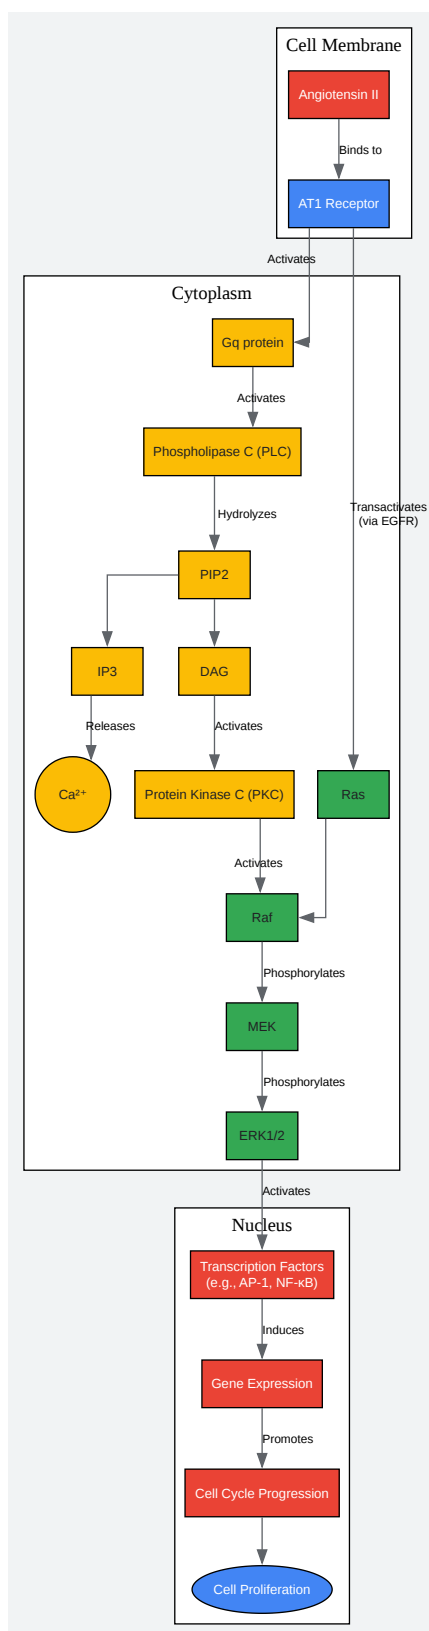 Cell Membrane
Angiotensin II
Binds to
AT1 Receptor
Activates
Cytoplasm
Gq protein
Activates
Phospholipase C (PLC)
Hydrolyzes
Transactivates
(via EGFR)
PIP2
IP3
DAG
Releases
Activates
Ca²⁺
Protein Kinase C (PKC)
Ras
Activates
Raf
Phosphorylates
MEK
Phosphorylates
ERK1/2
Activates
Nucleus
Transcription Factors
(e.g., AP-1, NF-κB)
Induces
Gene Expression
Promotes
Cell Cycle Progression
Cell Proliferation